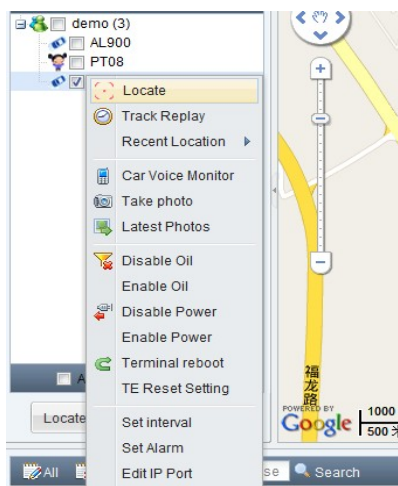 demo (3)
AL900
PT08
Locate
Track Replay
Recent Location
Car Voice Monitor
Take photo
Latest Photos
Disable Oil
Enable Oil
Disable Power
Enable Power
Terminal reboot
TE Reset Setting
Set interval
Set Alarm
Edit IP Port
A
Locate
福龙路
POWERED BY
Google
1000
500
All
se
Search